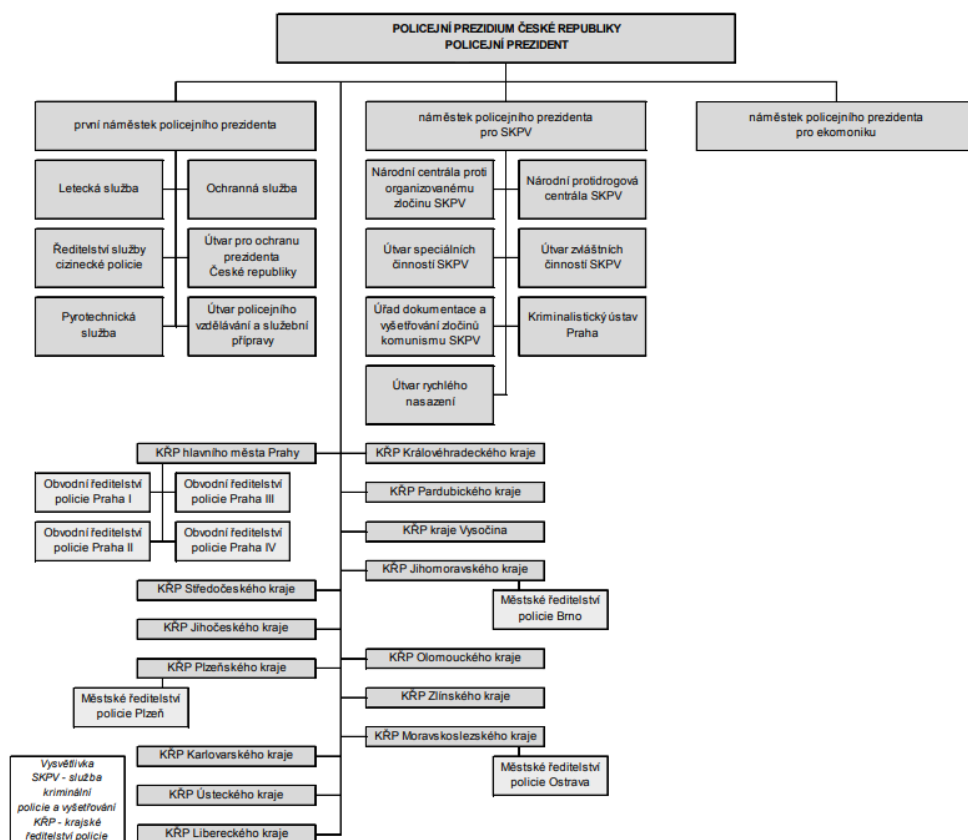 POLICEJNÍ PREZIDIUM ČESKÉ REPUBLIKY
POLICEJNÍ PREZIDENT
první náměstek policejního prezidenta
náměstek policejního prezidenta
pro SKPV
náměstek policejního prezidenta
pro ekomoniku
Letecká služba
Ochranná služba
Národní centrála proti
organizovanému
zločinu SKPV
Národní protidrogová
centrála SKPV
Ředitelství služby
cizinecké policie
Útvar pro ochranu
prezidenta
České republiky
Útvar speciálních
činností SKPV
Útvar zvláštních
činností SKPV
Pyrotechnická
služba
Útvar policejního
vzdělávání a služební
přípravy
Úřad dokumentace a
vyšetřování zločinů
komunismu SKPV
Kriminalistický ústav
Praha
Útvar rychlého
nasazení
KŘP hlavního města Prahy
KŘP Královéhradeckého kraje
Obvodní ředitelství
policie Praha I
Obvodní ředitelství
policie Praha III
KŘP Pardubického kraje
Obvodní ředitelství
policie Praha II
Obvodní ředitelství
policie Praha IV
KŘP kraje Vysočina
KŘP Jihomoravského kraje
Městské ředitelství
policie Brno
KŘP Středočeského kraje
KŘP Jihočeského kraje
KŘP Olomouckého kraje
KŘP Plzeňského kraje
Městské ředitelství
policie Plzeň
KŘP Zlínského kraje
KŘP Moravskoslezského kraje
Městské ředitelství
policie Ostrava
KŘP Karlovarského kraje
KŘP Ústeckého kraje
KŘP Libereckého kraje
Vysvětlivka
SKPV - služba
kriminální
policie a vyšetřování
KŘP - krajské
ředitelství policie